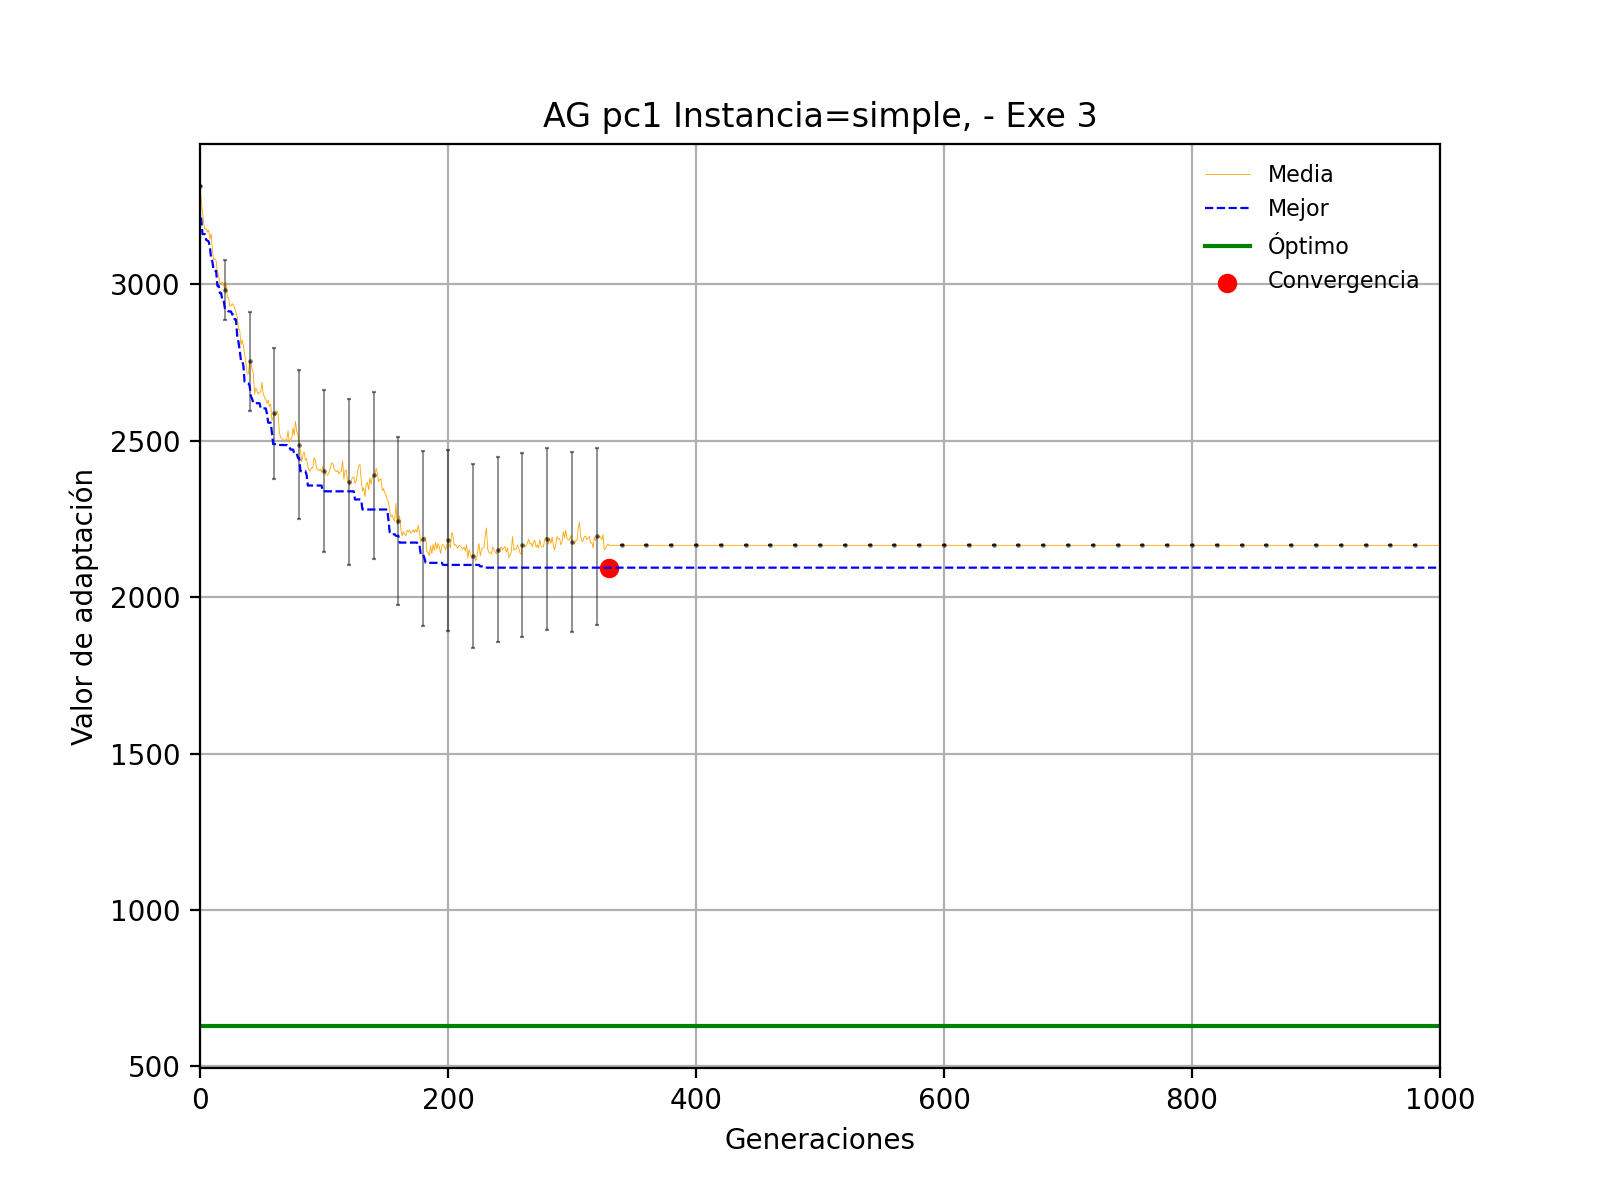 AG pc1 Instancia=simple, - Exe 3
Media
Mejor
Óptimo
Convergencia
Valor de adaptación
3000
2500
2000
1500
1000
500
0 200 400 600 800 1000
Generaciones